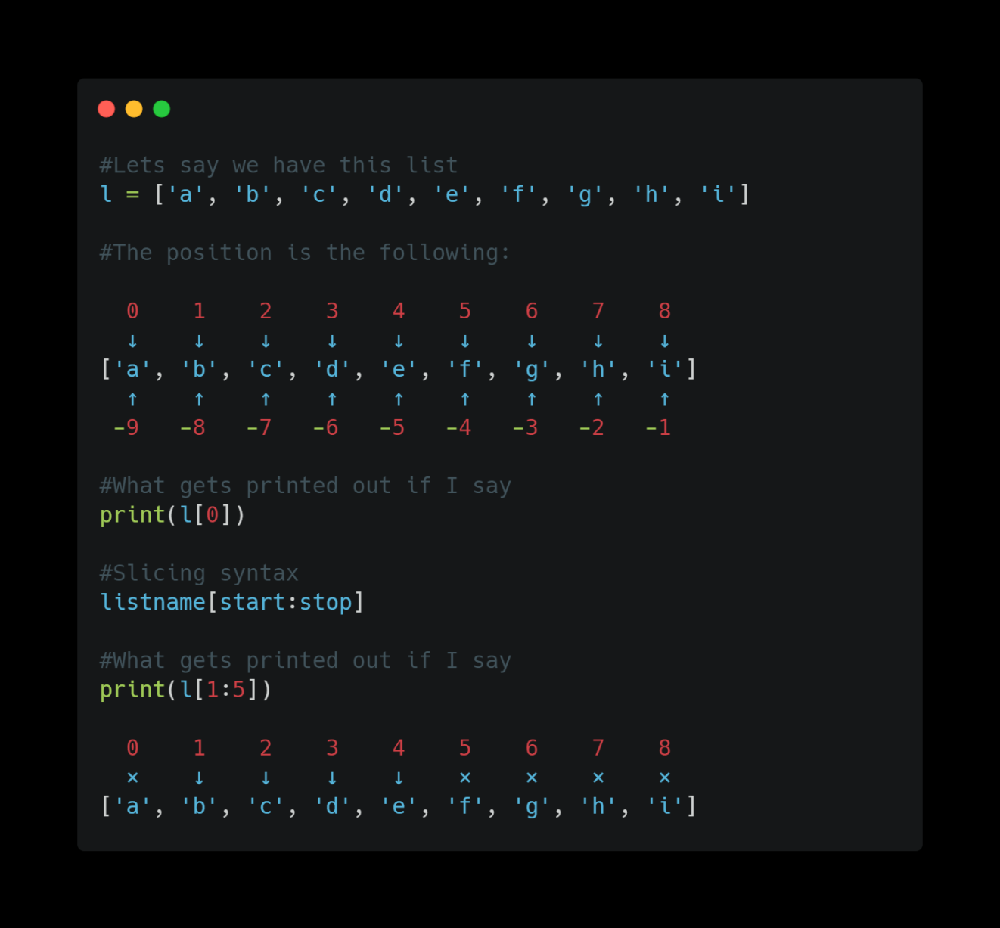 #Lets say we have this list
l = ['a', 'b', 'c', 'd', 'e', 'f', 'g', 'h', 'i']
#The position is the following:
  0    1    2    3    4    5    6    7    8
  ↓    ↓    ↓    ↓    ↓    ↓    ↓    ↓    ↓
['a', 'b', 'c', 'd', 'e', 'f', 'g', 'h', 'i']
  ↑    ↑    ↑    ↑    ↑    ↑    ↑    ↑    ↑
 -9   -8   -7   -6   -5   -4   -3   -2   -1
#What gets printed out if I say
print(l[0])
#Slicing syntax
listname[start:stop]
#What gets printed out if I say
print(l[1:5])
  0    1    2    3    4    5    6    7    8
  ×    ↓    ↓    ↓    ↓    ×    ×    ×    ×
['a', 'b', 'c', 'd', 'e', 'f', 'g', 'h', 'i']